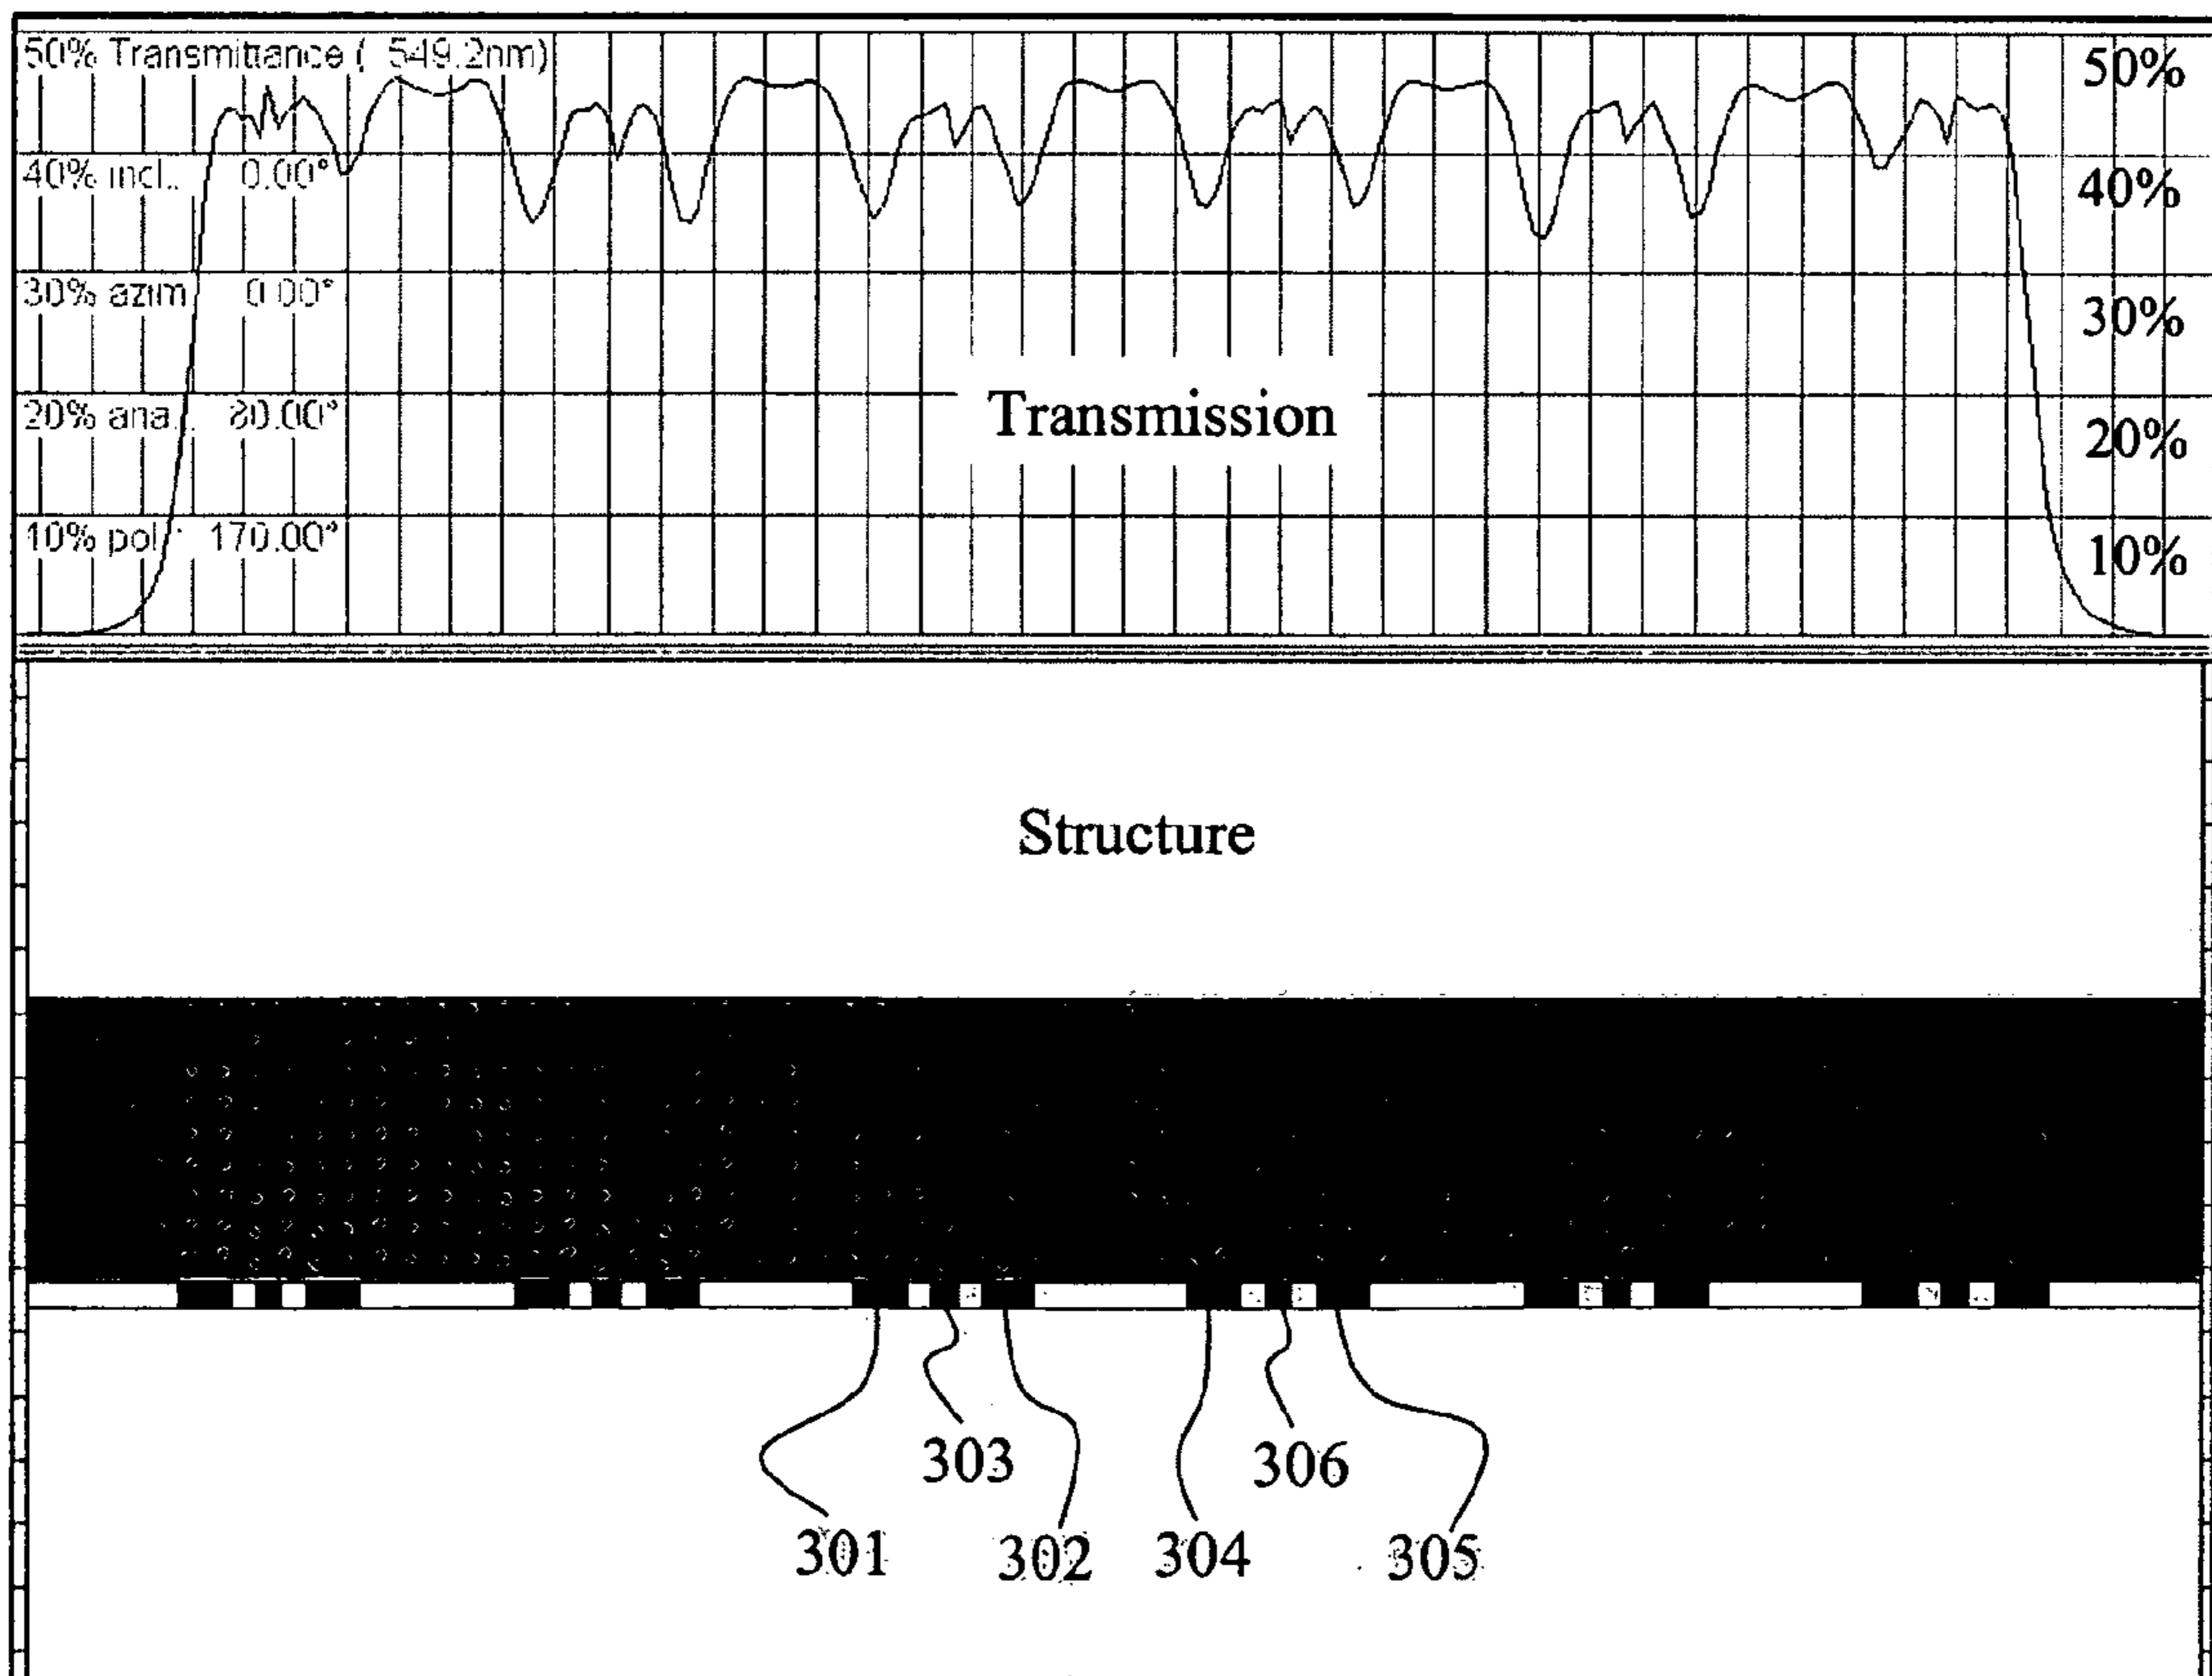 50% Transmittance ( 549.2nm) 50%
40% incl.: 0.00° 40%
30% azim 0.00° 30%
Transmission
20% ana.: 80.00° 20%
10% pol.: 170.00° 10%
Structure
303 306
301 302 304 305